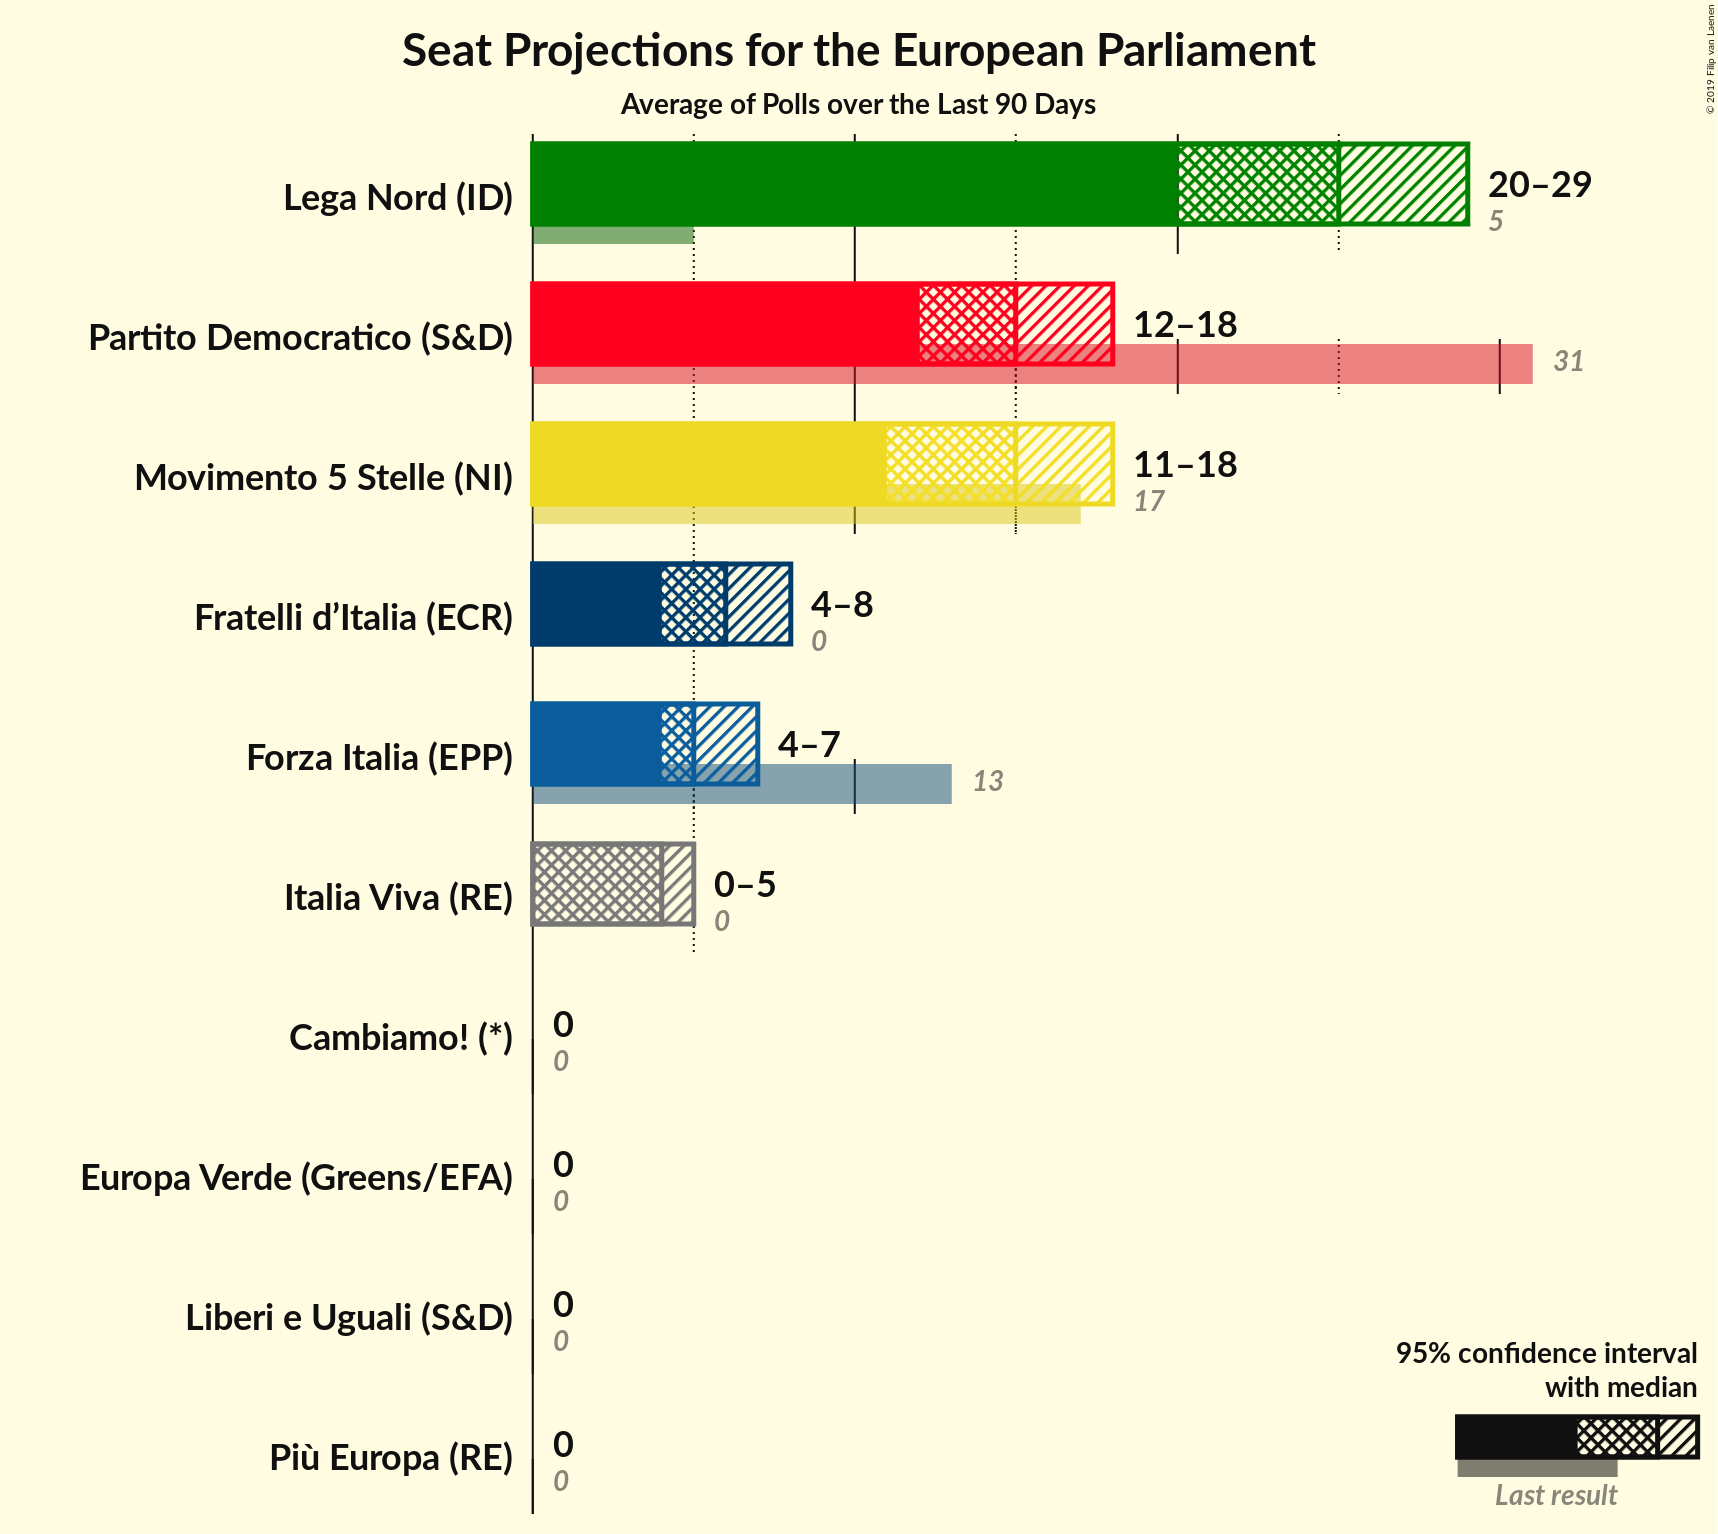 Seat Projections for the European Parliament
Average of Polls over the Last 90 Days
© 2019 Filip van Laenen
Lega Nord (ID)
20–29
5
Partito Democratico (S&D)
12–18
31
Movimento 5 Stelle (NI)
11–18
17
Fratelli d’Italia (ECR)
4–8
0
Forza Italia (EPP)
4–7
13
Italia Viva (RE)
0–5
0
Cambiamo! (*)
0
0
Europa Verde (Greens/EFA)
0
0
Liberi e Uguali (S&D)
0
0
Più Europa (RE)
0
0
95% confidence interval
with median
Last result